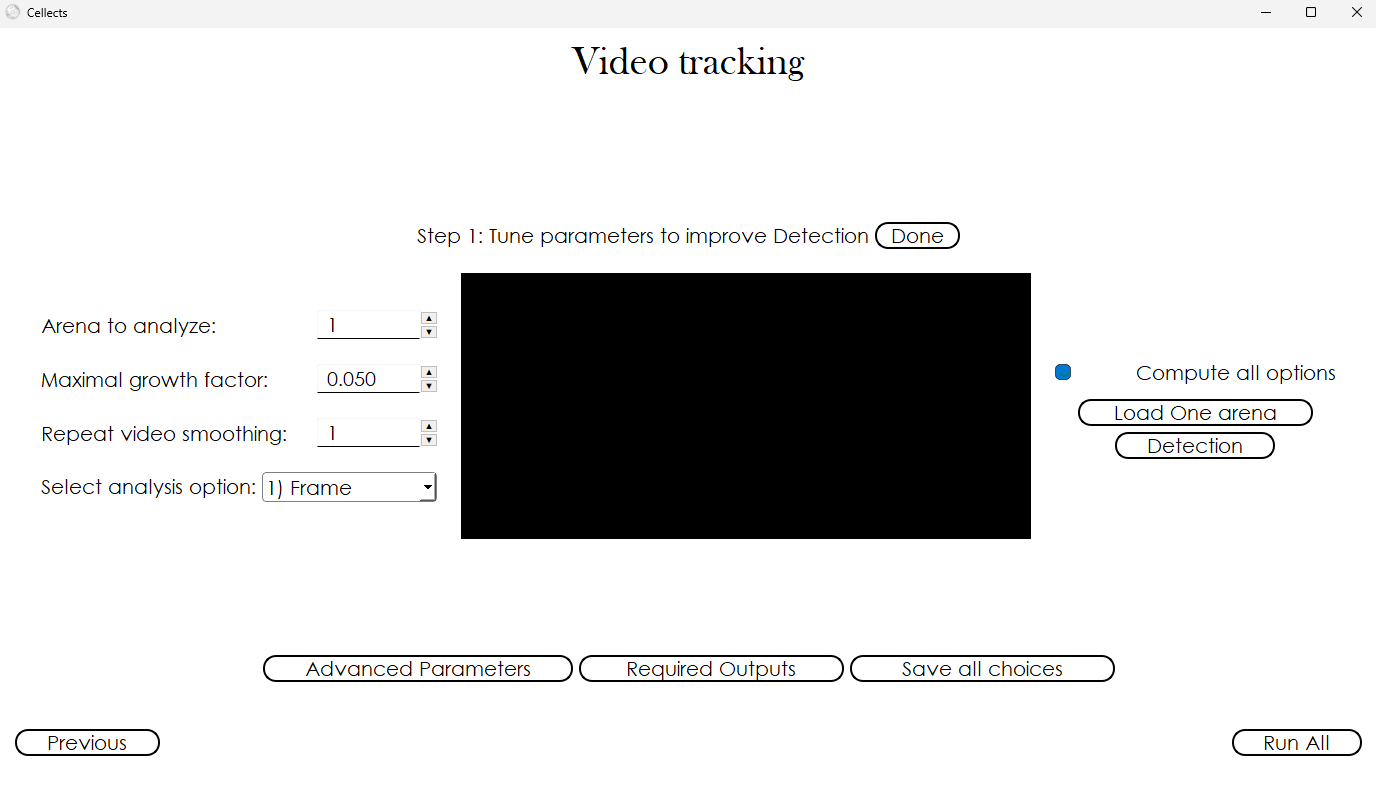 Cellects
Video tracking
Step 1: Tune parameters to improve Detection Done
Arena to analyze: 1
Maximal growth factor: 0.050
Repeat video smoothing: 1
Select analysis option: 1) Frame
Compute all options
Load One arena
Detection
Advanced Parameters Required Outputs Save all choices
Previous Run All